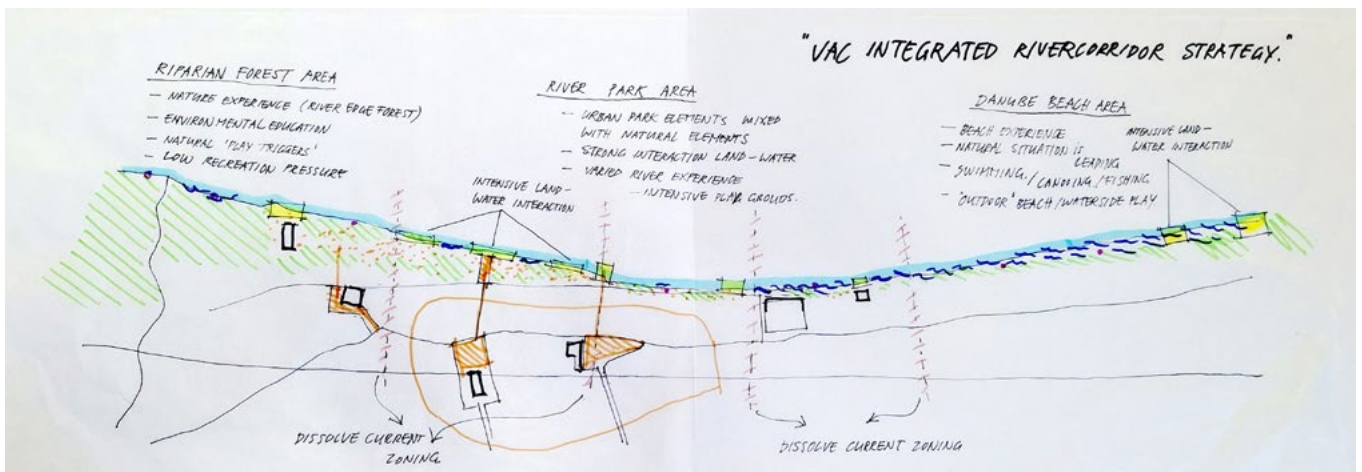 "VAC INTEGRATED RIVERCORRIDOR STRATEGY."
RIPARIAN FOREST AREA
— NATURE EXPERIENCE (RIVER EDGE FOREST)
— ENVIRONMENTAL EDUCATION
— NATURAL 'PLAY TRIGGERS'
— LOW RECREATION PRESSURE
RIVER PARK AREA
— URBAN PARK ELEMENTS MIXED
WITH NATURAL ELEMENTS
— STRONG INTERACTION LAND-WATER
— VARIED RIVER EXPERIENCE
— INTENSIVE PLAY GROUDS.
DANUBE BEACH AREA
— BEACH EXPERIENCE
— NATURAL SITUATION IS
LEADING
— SWIMMING / CANOOING / FISHING
— "OUTDOOR" BEACH / WATERSIDE PLAY
INTENSIVE LAND-
WATER INTERACTION
INTENSIVE LAND-
WATER INTERACTION
DISSOLVE CURRENT
ZONING
DISSOLVE CURRENT ZONING